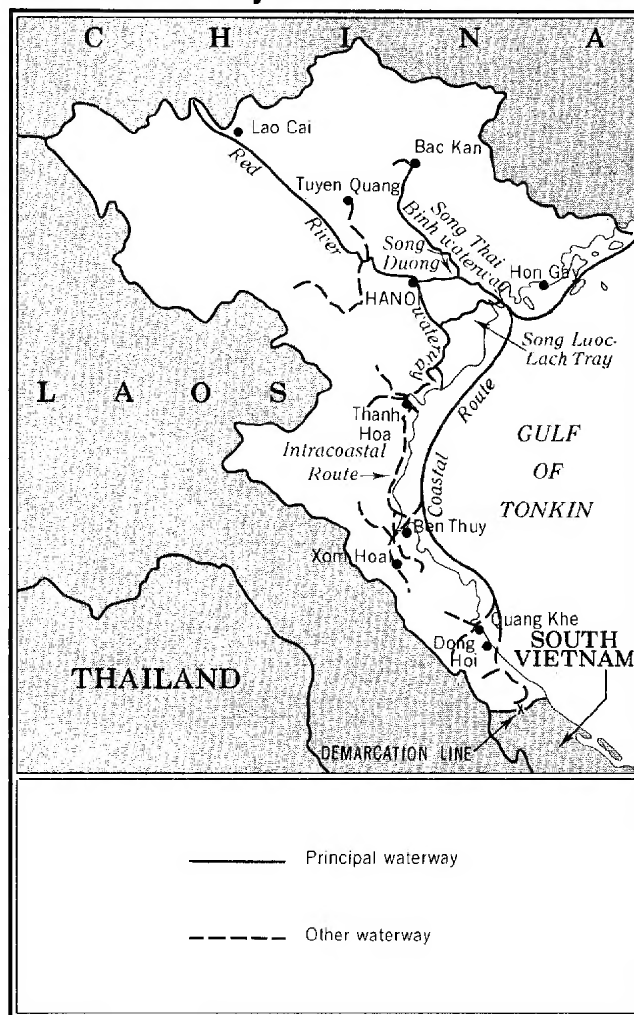 C H I N A
Lao Cai
Red
River
Bac Kan
Tuyen Quang
Song Thai
Binh waterway
Song
Duong
Hon Gay
HANOI
waterway
Song Luoc-
Lach Tray
L A O S
Thanh
Hoa
Intracoastal
Route
Coastal
Route
GULF
OF
TONKIN
Ben Thuy
Xom Hoai
Quang Khe
Dong
Hoi
SOUTH
VIETNAM
THAILAND
DEMARCATION LINE
Principal waterway
Other waterway